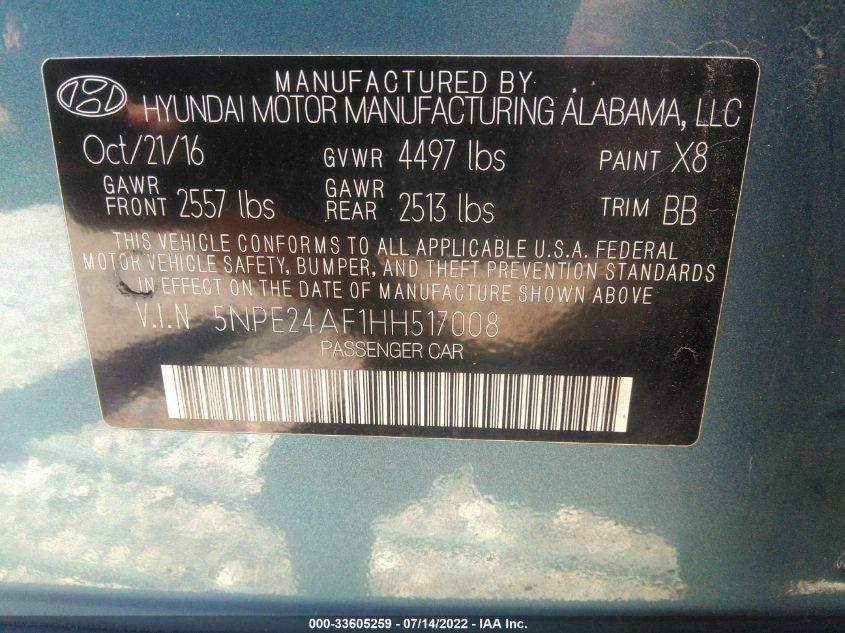 MANUFACTURED BY
HYUNDAI MOTOR MANUFACTURING ALABAMA, LLC
Oct/21/16 GVWR 4497 lbs PAINT X8
GAWR FRONT 2557 lbs GAWR REAR 2513 lbs TRIM BB
THIS VEHICLE CONFORMS TO ALL APPLICABLE U.S.A. FEDERAL
MOTOR VEHICLE SAFETY, BUMPER, AND THEFT PREVENTION STANDARDS
IN EFFECT ON THE DATE OF MANUFACTURE SHOWN ABOVE
V.I.N 5NPE24AF1HH517008
PASSENGER CAR
000-33605259 - 07/14/2022 - IAA Inc.